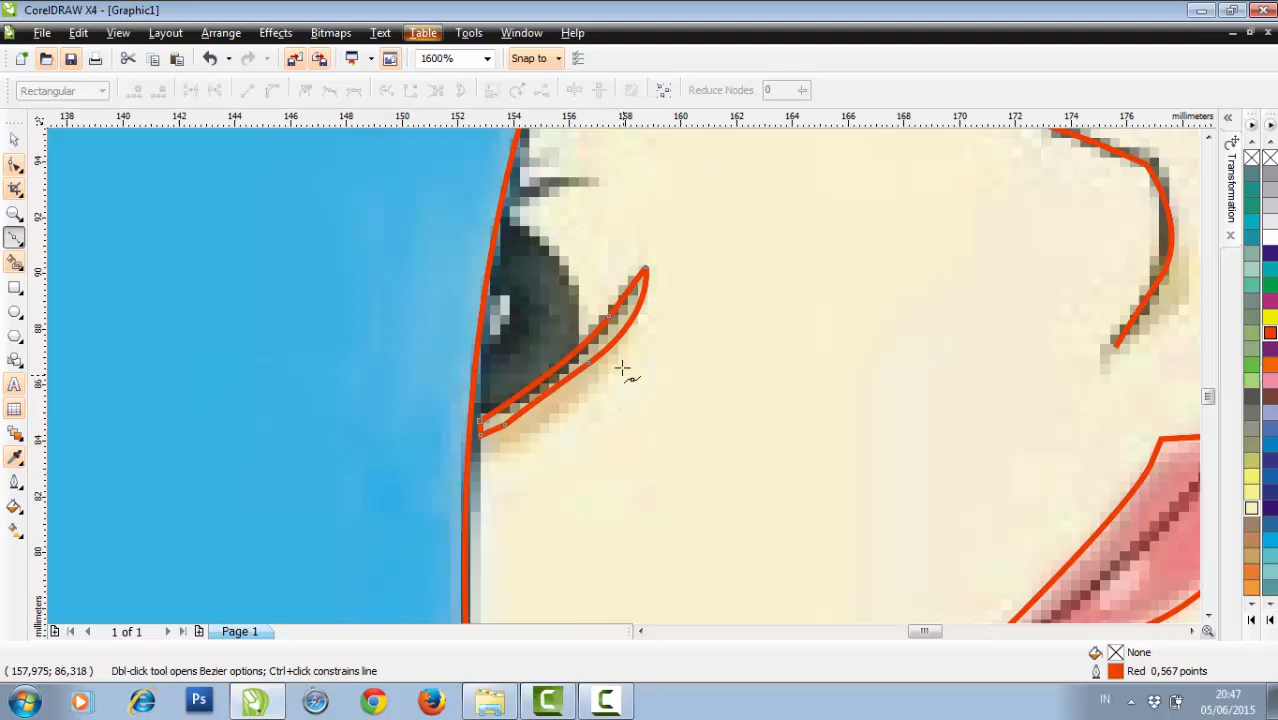 CorelDRAW X4 - [Graphic1]
File Edit View Layout Arrange Effects Bitmaps Text Table Tools Window Help
1600% Snap to
Rectangular Reduce Nodes 0
138 140 142 144 146 148 150 152 154 156 158 160 162 164 166 168 170 172 174 176 millimeters
94
92
90
88
86
84
82
80
millimeters
Transformation
1 of 1 Page 1
( 157,975; 86,318 ) Dbl-click tool opens Bezier options; Ctrl+click constrains line
None
Red 0,567 points
Ps
IN
20:47
05/06/2015